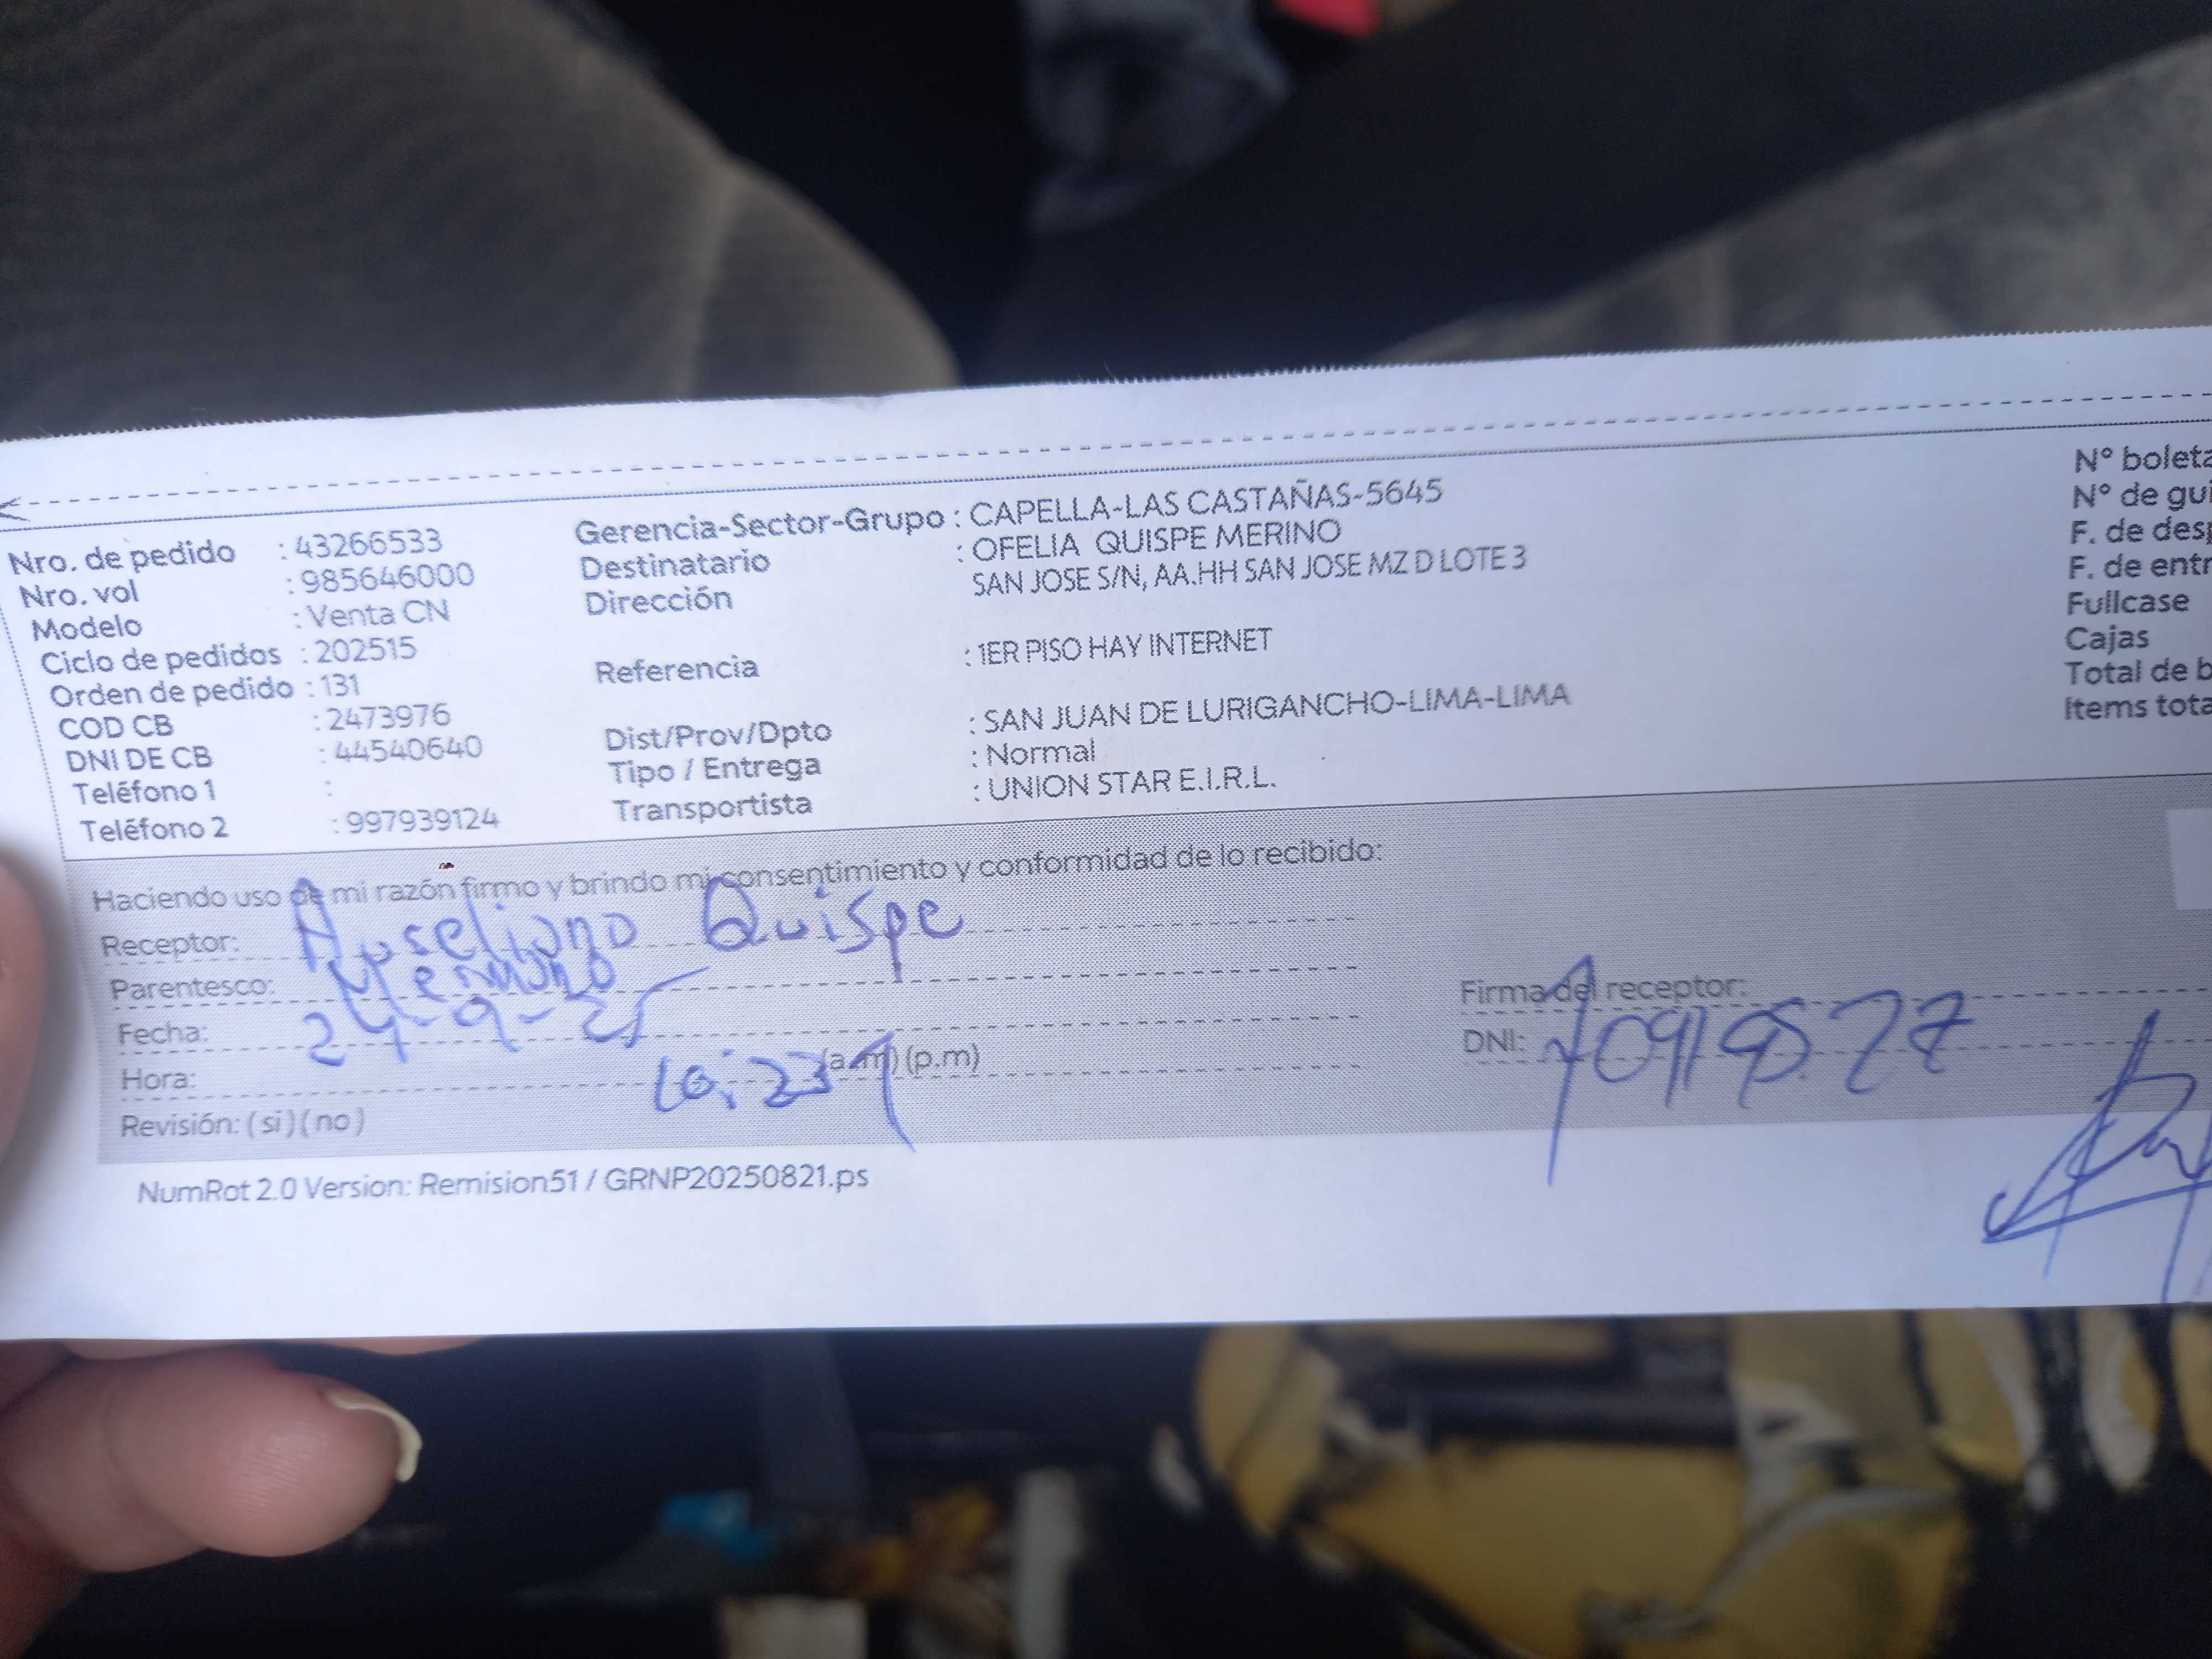 Nro. de pedido : 43266533
Nro. vol : 985646000
Modelo : Venta CN
Ciclo de pedidos : 202515
Orden de pedido : 131
COD CB : 2473976
DNI DE CB : 44540640
Teléfono 1 :
Teléfono 2 : 997939124
Gerencia-Sector-Grupo : CAPELLA-LAS CASTAÑAS-5645
Destinatario : OFELIA QUISPE MERINO
Dirección SAN JOSE S/N, AA.HH SAN JOSE MZ D LOTE 3
Referencia : 1ER PISO HAY INTERNET
Dist/Prov/Dpto : SAN JUAN DE LURIGANCHO-LIMA-LIMA
Tipo / Entrega : Normal
Transportista : UNION STAR E.I.R.L.
N° boleta
N° de gui
F. de desp
F. de entr
Fullcase
Cajas
Total de b
Items tota
Haciendo uso de mi razón firmo y brindo mi consentimiento y conformidad de lo recibido:
Receptor: Quispe
Parentesco: Hermano
Fecha: 24-9-25
Hora: 10:23 (a.m) (p.m)
Revisión: (si) (no)
Firma del receptor:
DNI:
NumRot 2.0 Version: Remision51 / GRNP20250821.ps